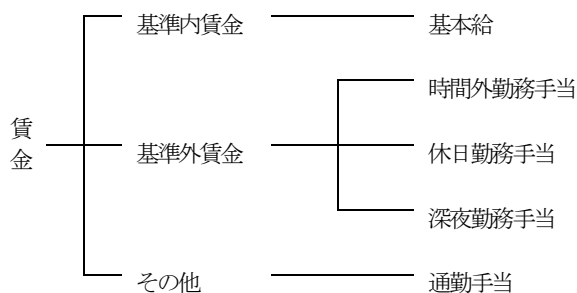 賃金
基準内賃金
基本給
基準外賃金
時間外勤務手当
休日勤務手当
深夜勤務手当
その他
通勤手当